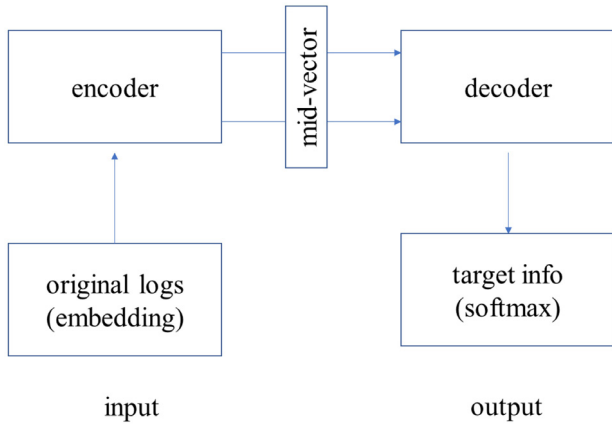 encoder
mid-vector
decoder
original logs
(embedding)
target info
(softmax)
input
output